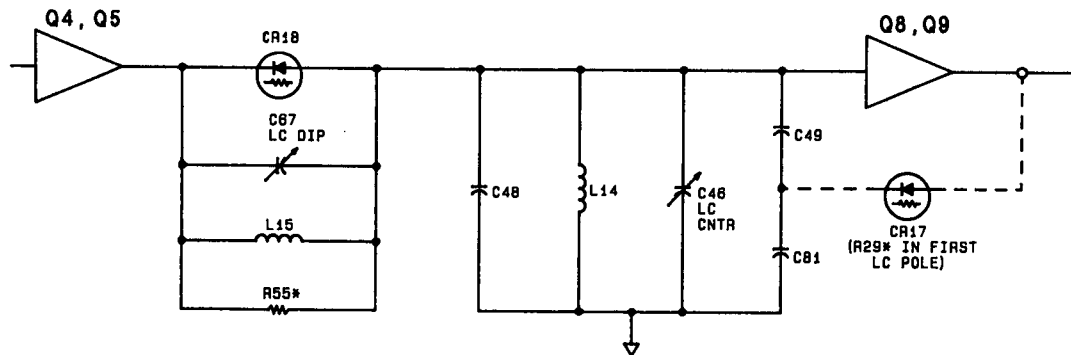 Q4, Q5
Q8, Q9
CR18
C67
LC DIP
C49
C48
L14
C46
LC
CNTR
L15
CR17
(R29* IN FIRST
LC POLE)
C81
R55*